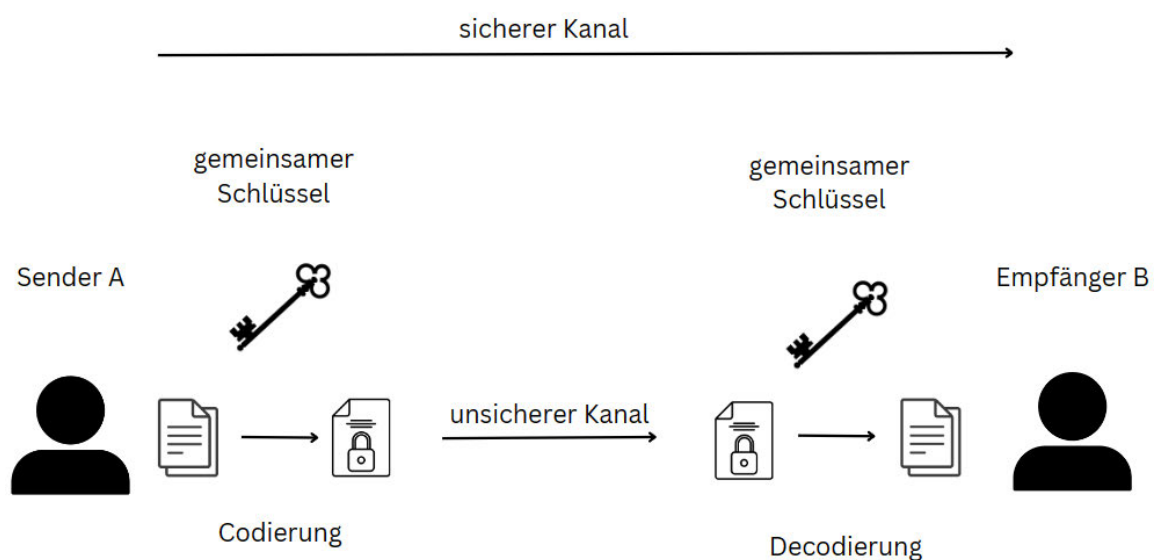 sicherer Kanal
gemeinsamer
Schlüssel
gemeinsamer
Schlüssel
Sender A
Empfänger B
unsicherer Kanal
Codierung
Decodierung